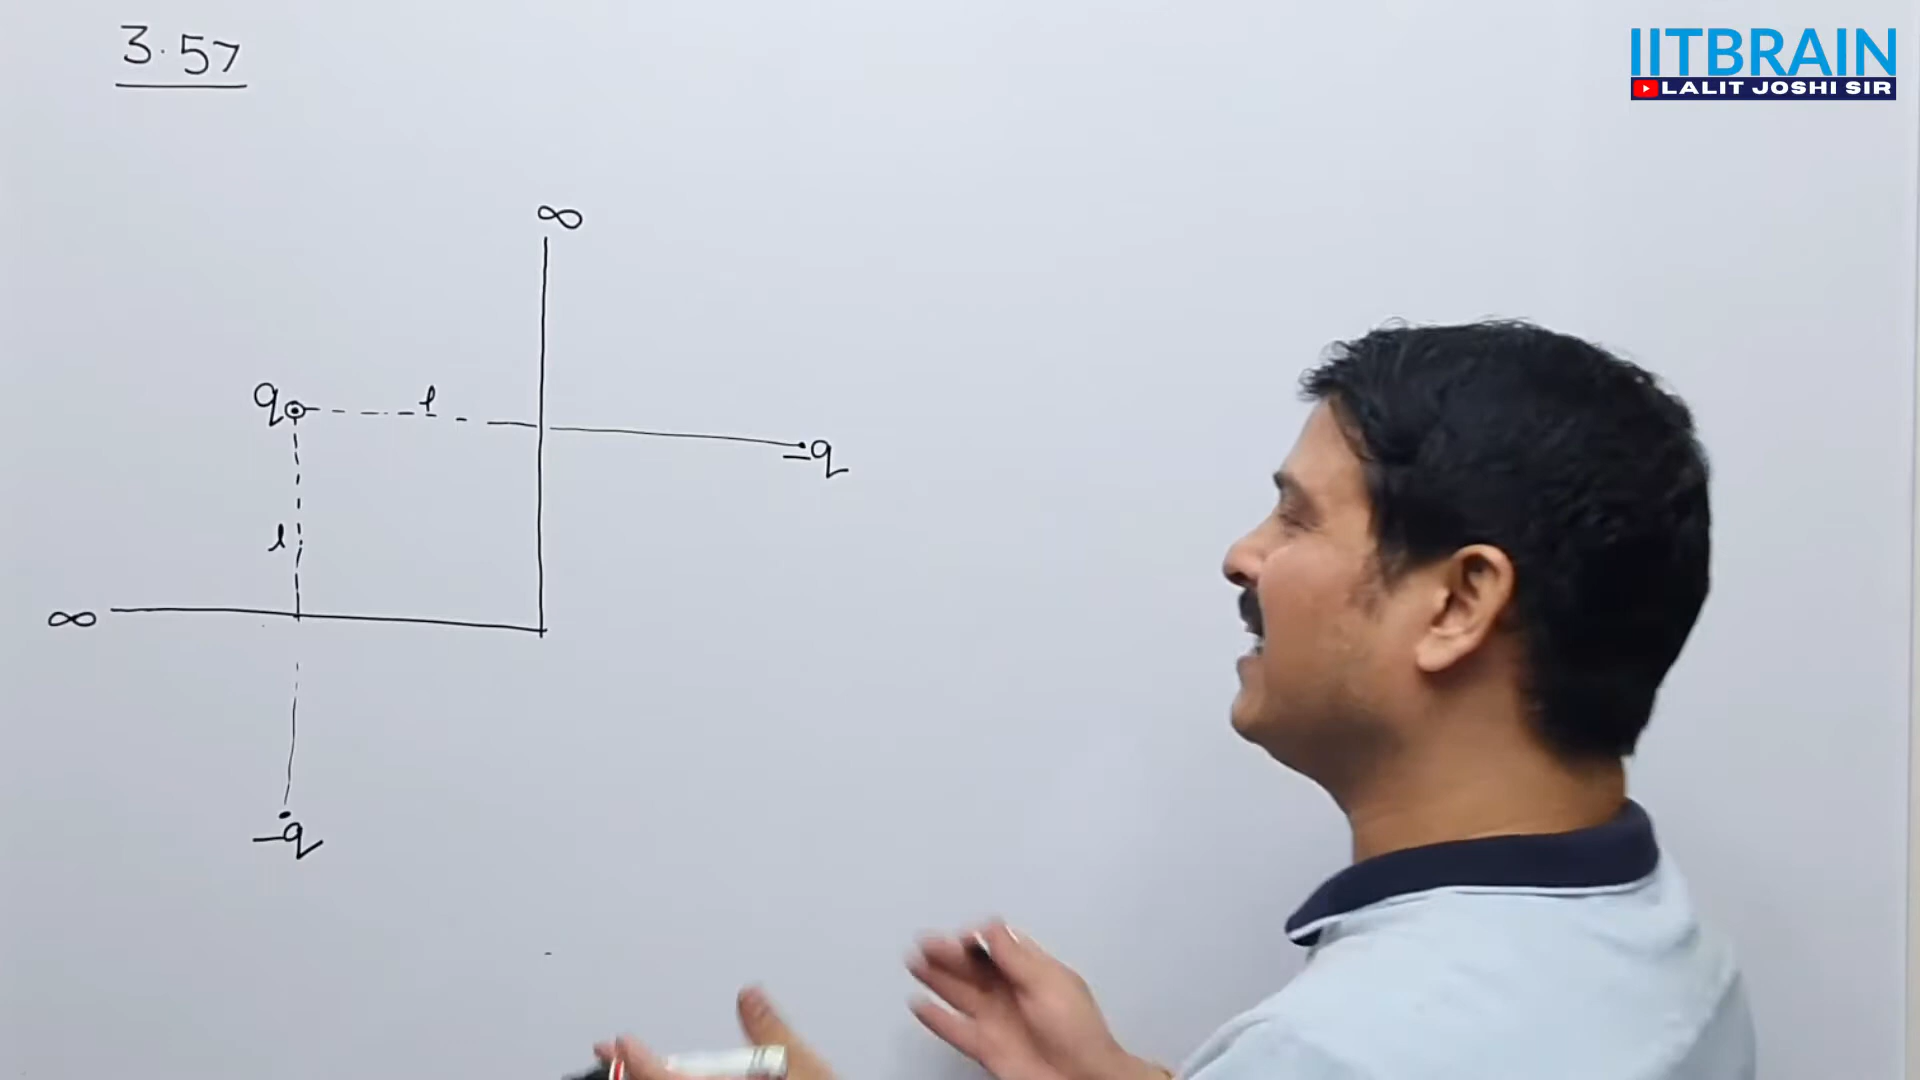 3.57
IITBRAIN
LALIT JOSHI SIR
∞
q
l
-q
l
∞
-q